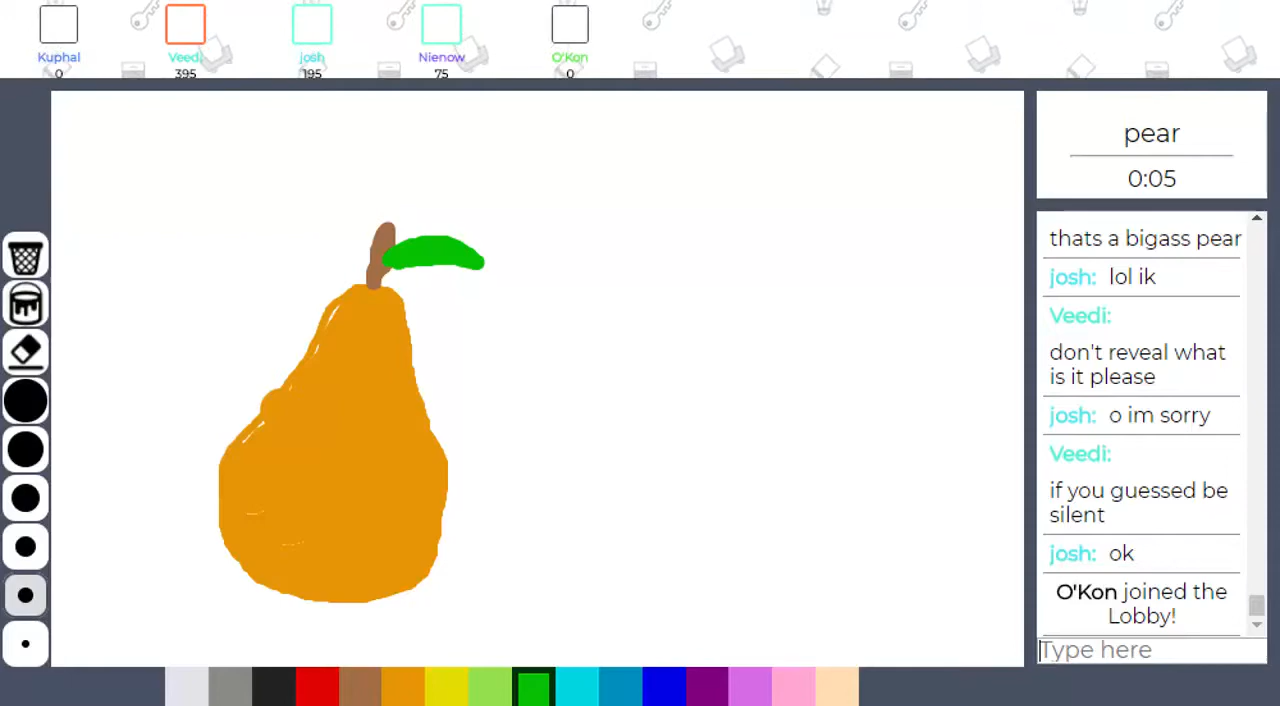 Kuphal
0
Veedi
395
josh
195
Nienow
75
O'Kon
0
pear
0:05
thats a bigass pear
josh: lol ik
Veedi:
don't reveal what
is it please
josh: o im sorry
Veedi:
if you guessed be
silent
josh: ok
O'Kon joined the
Lobby!
Type here